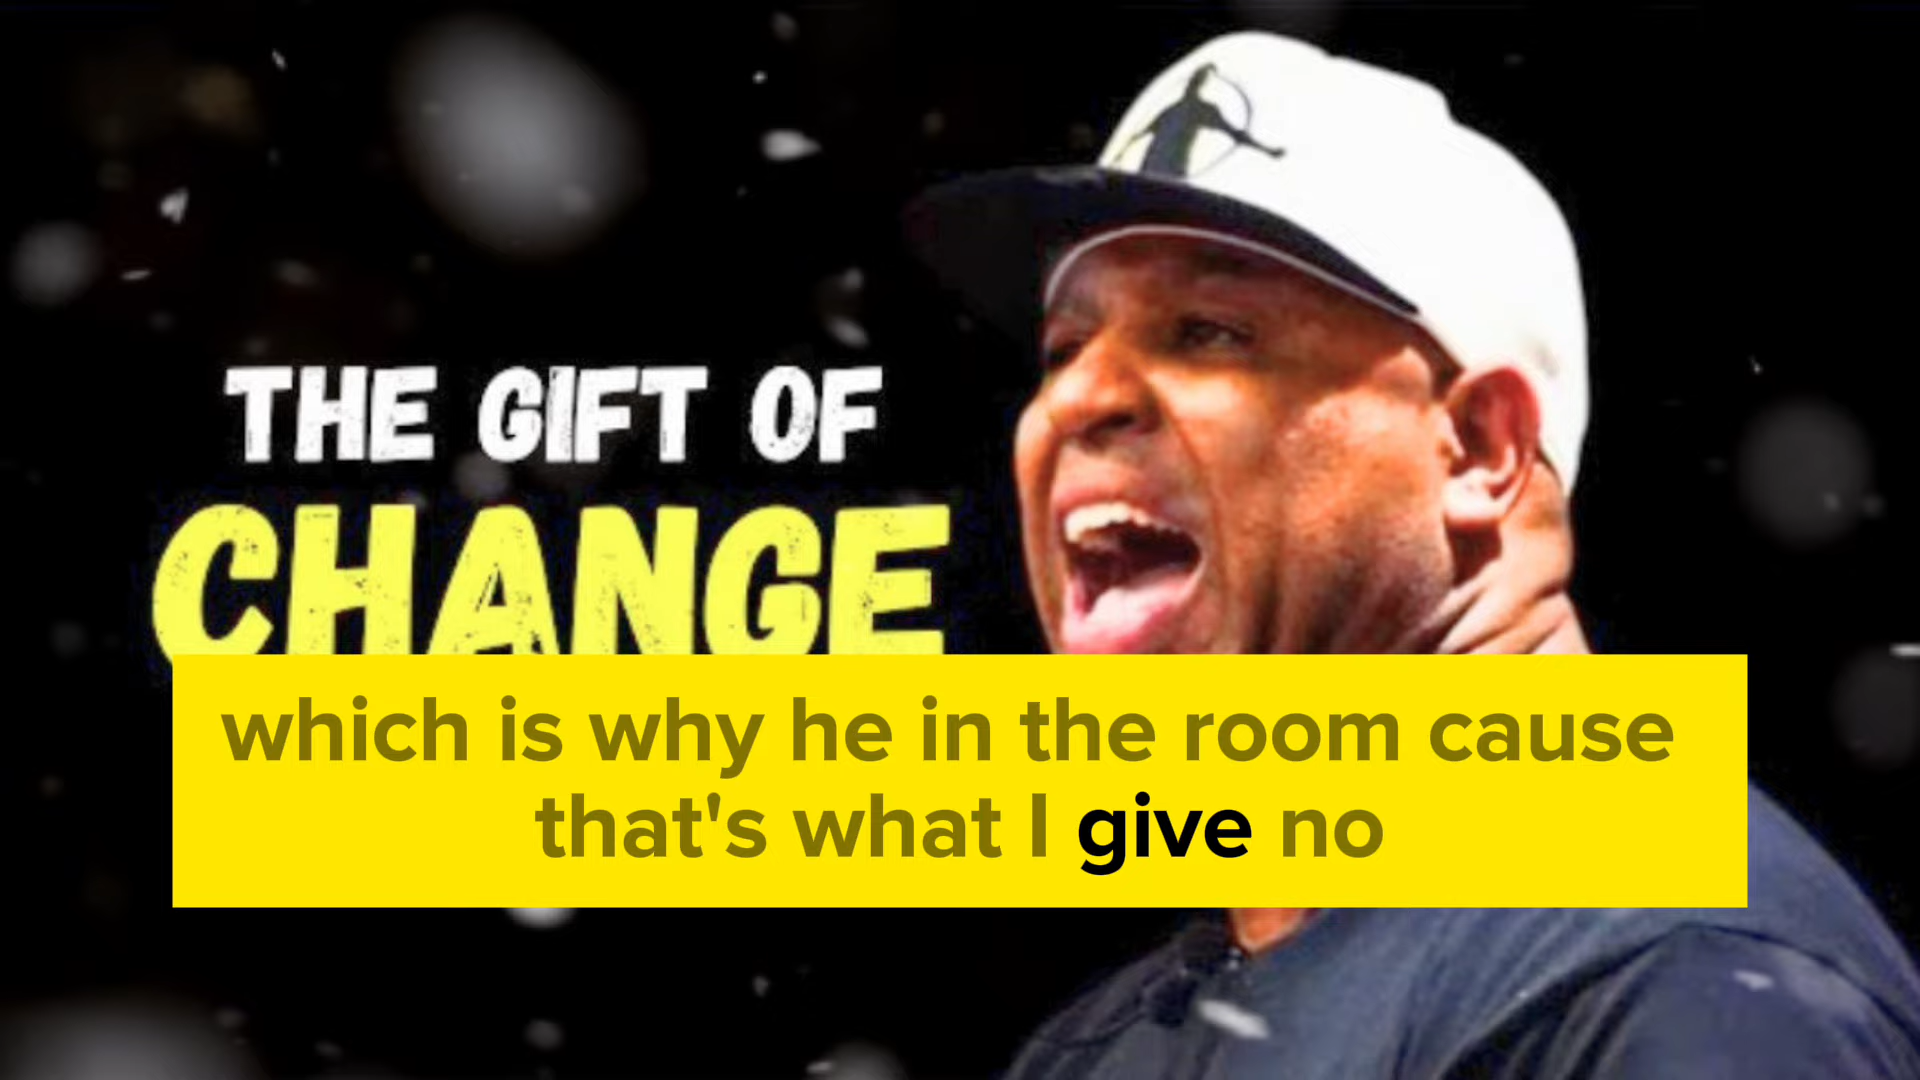 THE GIFT OF
CHANGE
which is why he in the room cause
that's what I give no